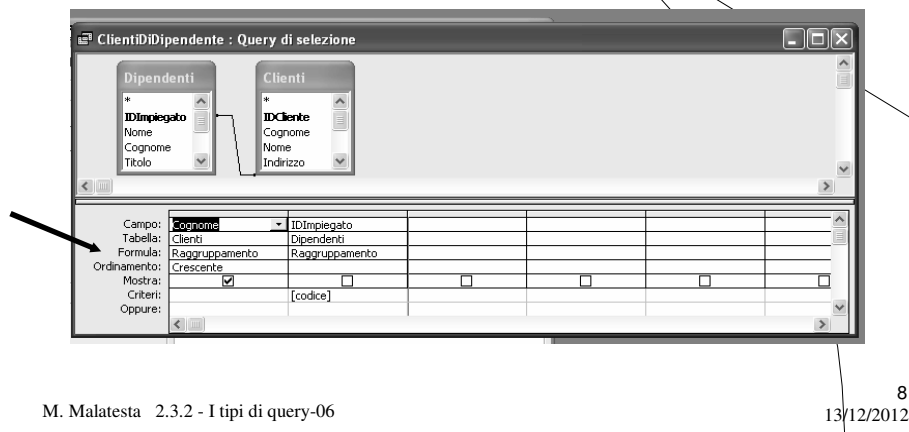 ClientiDiDipendente : Query di selezione
Dipendenti
*
IDImpiegato
Nome
Cognome
Titolo
Clienti
*
IDCliente
Cognome
Nome
Indirizzo
Campo: Cognome IDImpiegato
Tabella: Clienti Dipendenti
Formula: Raggruppamento Raggruppamento
Ordinamento: Crescente
Mostra:
Criteri: [codice]
Oppure:
8
M. Malatesta 2.3.2 - I tipi di query-06 13/12/2012